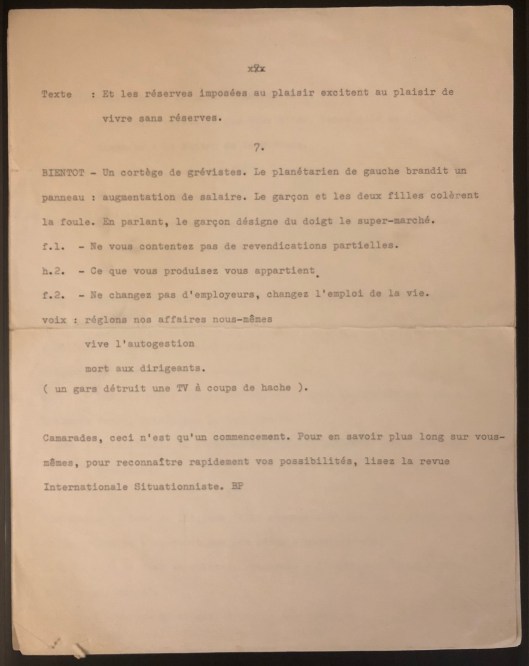 Texte : Et les réserves imposées au plaisir excitent au plaisir de
vivre sans réserves.
7.
BIENTOT - Un cortège de grévistes. Le planétarien de gauche brandit un
panneau : augmentation de salaire. Le garçon et les deux filles colèrent
la foule. En parlant, le garçon désigne du doigt le super-marché.
f.1. - Ne vous contentez pas de revendications partielles.
h.2. - Ce que vous produisez vous appartient.
f.2. - Ne changez pas d'employeurs, changez l'emploi de la vie.
voix : réglons nos affaires nous-mêmes
vive l'autogestion
mort aux dirigeants.
( un gars détruit une TV à coups de hache ).
Camarades, ceci n'est qu'un commencement. Pour en savoir plus long sur vous-
mêmes, pour reconnaître rapidement vos possibilités, lisez la revue
Internationale Situationniste. BP